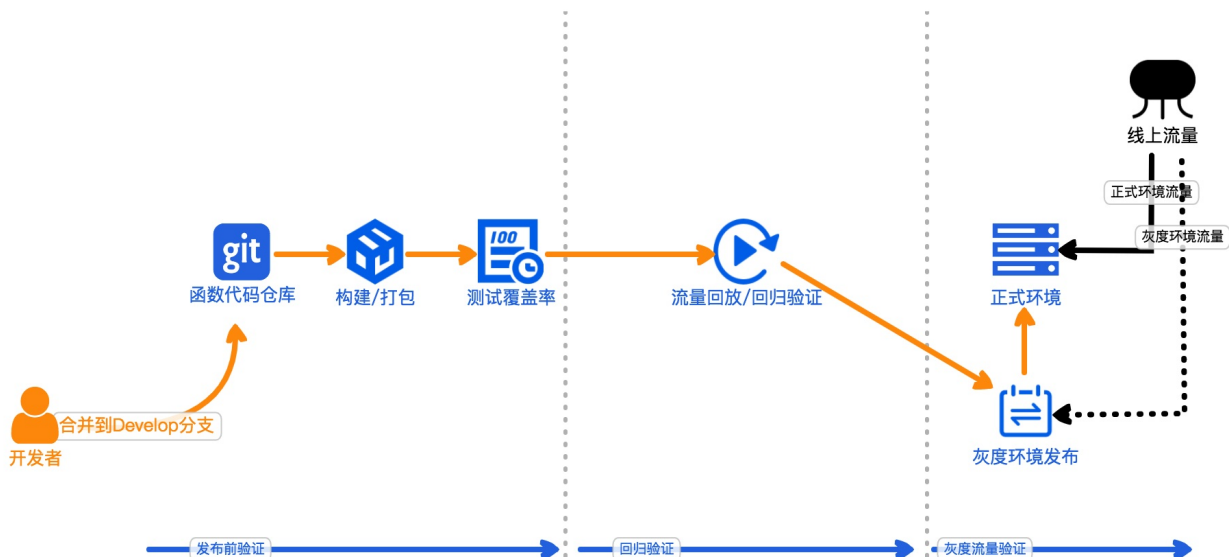 线上流量
正式环境流量
灰度环境流量
git
100
函数代码仓库
构建/打包
测试覆盖率
流量回放/回归验证
正式环境
合并到Develop分支
开发者
灰度环境发布
发布前验证
回归验证
灰度流量验证